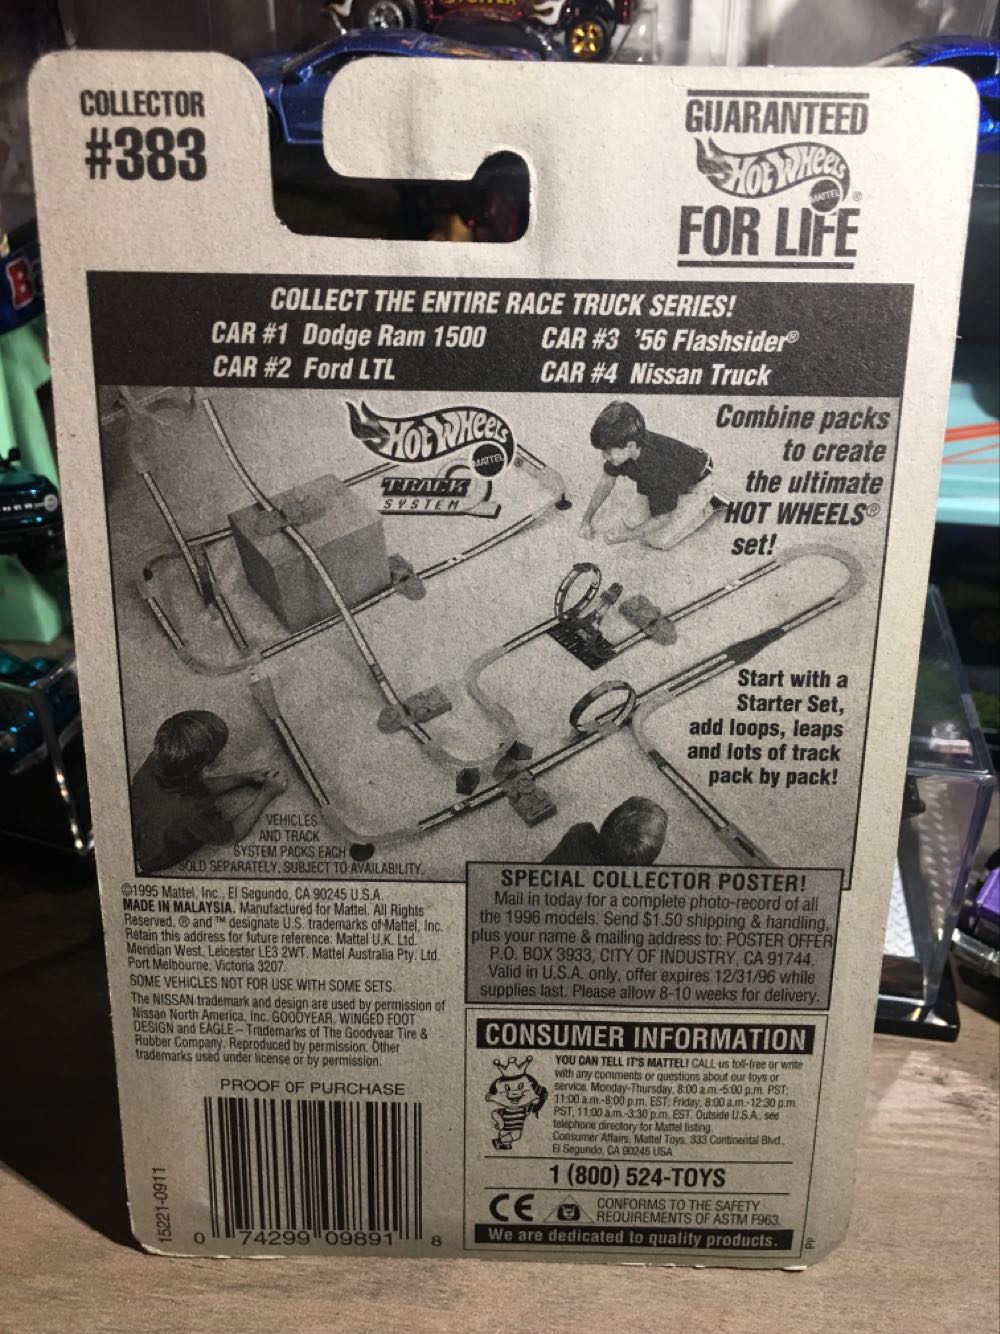 COLLECTOR
#383
GUARANTEED
HOT WHEELS
MATTEL
®
FOR LIFE
COLLECT THE ENTIRE RACE TRUCK SERIES!
CAR #1 Dodge Ram 1500
CAR #2 Ford LTL
CAR #3 '56 Flashsider®
CAR #4 Nissan Truck
HOT WHEELS
MATTEL
TRACK
SYSTEM
Combine packs
to create
the ultimate
HOT WHEELS®
set!
Start with a
Starter Set,
add loops, leaps
and lots of track
pack by pack!
VEHICLES
AND TRACK
SYSTEM PACKS EACH
SOLD SEPARATELY, SUBJECT TO AVAILABILITY.
©1995 Mattel, Inc., El Segundo, CA 90245 U.S.A.
MADE IN MALAYSIA. Manufactured for Mattel. All Rights
Reserved. ® and ™ designate U.S. trademarks of Mattel, Inc.
Retain this address for future reference: Mattel U.K. Ltd.
Meridian West, Leicester LE3 2WT. Mattel Australia Pty. Ltd.
Port Melbourne, Victoria 3207.
SOME VEHICLES NOT FOR USE WITH SOME SETS.
The NISSAN trademark and design are used by permission of
Nissan North America, Inc. GOODYEAR, WINGED FOOT
DESIGN and EAGLE – Trademarks of The Goodyear Tire &
Rubber Company. Reproduced by permission. Other
trademarks used under license or by permission.
PROOF OF PURCHASE
15221-0911
0 74299 09891 8
SPECIAL COLLECTOR POSTER!
Mail in today for a complete photo-record of all
the 1996 models. Send $1.50 shipping & handling,
plus your name & mailing address to: POSTER OFFER
P.O. BOX 3933, CITY OF INDUSTRY, CA 91744.
Valid in U.S.A. only, offer expires 12/31/96 while
supplies last. Please allow 8-10 weeks for delivery.
CONSUMER INFORMATION
YOU CAN TELL IT'S MATTEL! CALL us toll-free or write
with any comments or questions about our toys or
service. Monday-Thursday, 8:00 a.m.-5:00 p.m. PST;
11:00 a.m.-8:00 p.m. EST; Friday, 8:00 a.m.-12:30 p.m.
PST, 11:00 a.m.-3:30 p.m. EST. Outside U.S.A., see
telephone directory for Mattel listing.
Consumer Affairs, Mattel Toys, 333 Continental Blvd.,
El Segundo, CA 90245 USA
1 (800) 524-TOYS
CE
CONFORMS TO THE SAFETY
REQUIREMENTS OF ASTM F963.
We are dedicated to quality products.
PP